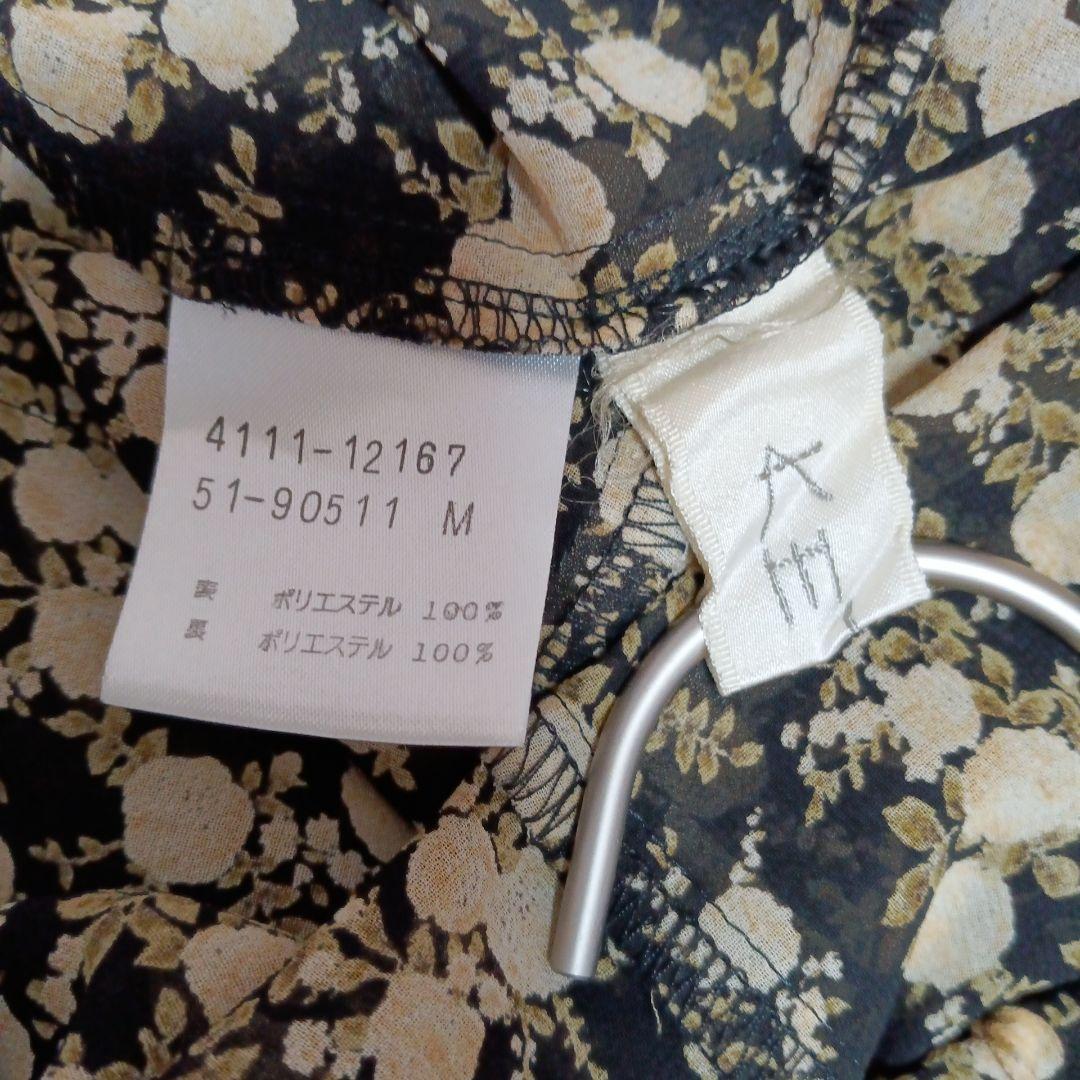 4111-12167
51-90511 M
表 ポリエステル 100%
裏 ポリエステル 100%